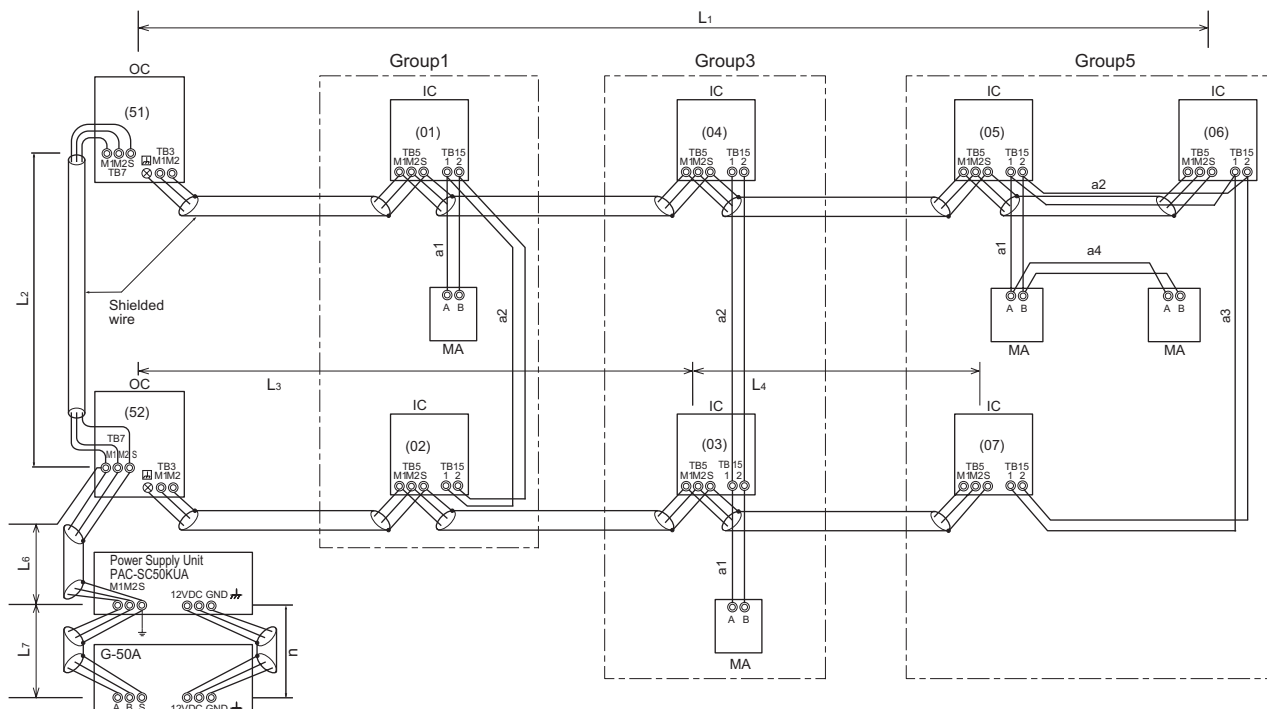 L1
Group1
Group3
Group5
OC
IC
IC
IC
IC
(51)
(01)
(04)
(05)
(06)
TB3
M1M2S
M1M2
TB7
TB5
M1M2S
TB15
1 2
TB5
M1M2S
TB15
1 2
TB5
M1M2S
TB15
1 2
TB5
M1M2S
TB15
1 2
a2
a1
a2
a2
a1
a4
a3
L2
Shielded
wire
A B
MA
A B
MA
A B
MA
L3
L4
OC
IC
IC
IC
(52)
(02)
(03)
(07)
TB7
M1M2 S
TB3
M1M2
TB5
M1M2S
TB15
1 2
TB5
M1M2S
TB15
1 2
TB5
M1M2S
TB15
1 2
L6
Power Supply Unit
PAC-SC50KUA
M1M2S
12VDC GND
L7
n
G-50A
A B S
12VDC GND
a1
A B
MA